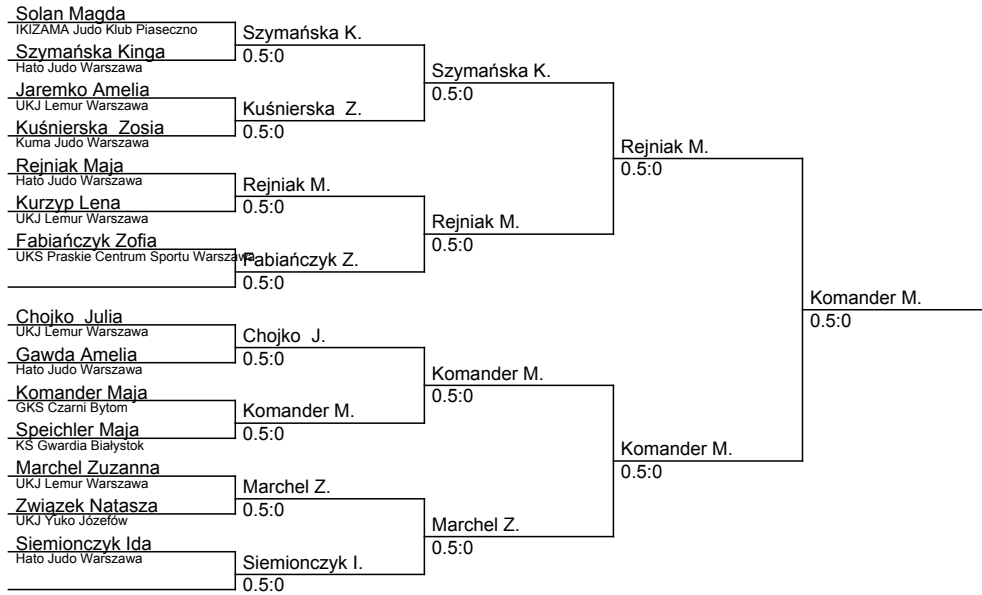 Solan Magda
IKIZAMA Judo Klub Piaseczno
Szymańska Kinga
Hato Judo Warszawa
Jaremko Amelia
UKJ Lemur Warszawa
Kuśnierska  Zosia
Kuma Judo Warszawa
Rejniak Maja
Hato Judo Warszawa
Kurzyp Lena
UKJ Lemur Warszawa
Fabiańczyk Zofia
UKS Praskie Centrum Sportu Warszawa
Chojko  Julia
UKJ Lemur Warszawa
Gawda Amelia
Hato Judo Warszawa
Komander Maja
GKS Czarni Bytom
Speichler Maja
KS Gwardia Białystok
Marchel Zuzanna
UKJ Lemur Warszawa
Związek Natasza
UKJ Yuko Józefów
Siemionczyk Ida
Hato Judo Warszawa
Szymańska K.
0.5:0
Kuśnierska  Z.
0.5:0
Rejniak M.
0.5:0
Fabiańczyk Z.
0.5:0
Chojko  J.
0.5:0
Komander M.
0.5:0
Marchel Z.
0.5:0
Siemionczyk I.
0.5:0
Szymańska K.
0.5:0
Rejniak M.
0.5:0
Komander M.
0.5:0
Marchel Z.
0.5:0
Rejniak M.
0.5:0
Komander M.
0.5:0
Komander M.
0.5:0